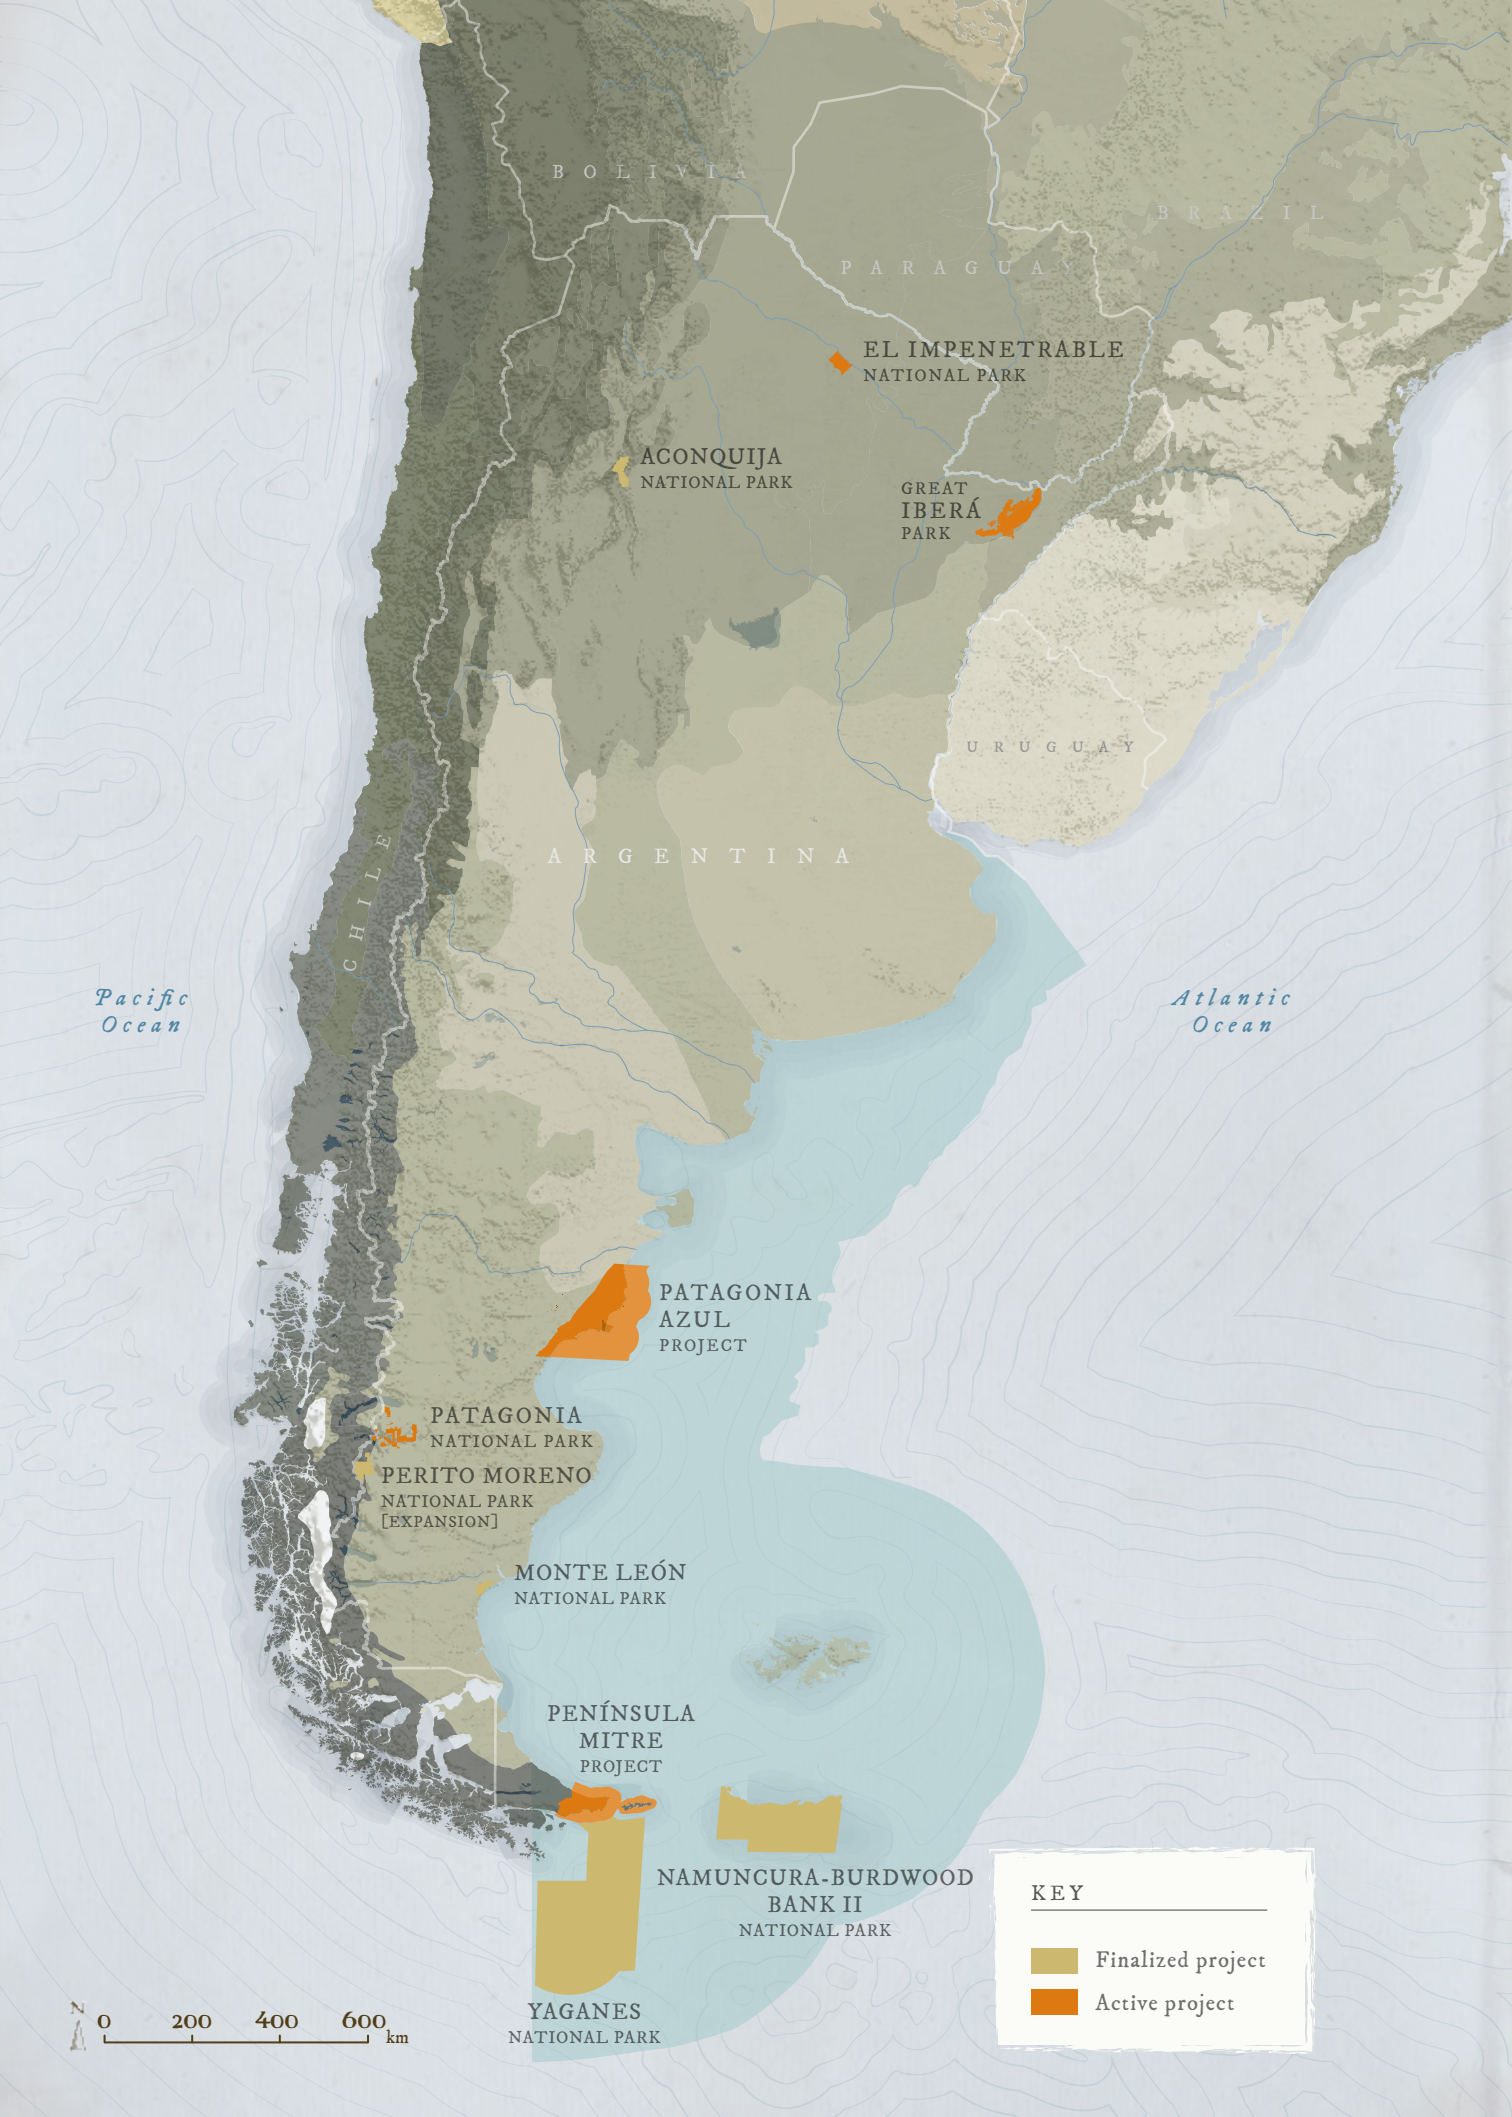 BOLIVIA
BRAZIL
PARAGUAY
EL IMPENETRABLE
NATIONAL PARK
ACONQUIJA
NATIONAL PARK
GREAT
IBERÁ
PARK
URUGUAY
ARGENTINA
CHILE
Pacific
Ocean
Atlantic
Ocean
PATAGONIA
AZUL
PROJECT
PATAGONIA
NATIONAL PARK
PERITO MORENO
NATIONAL PARK
[EXPANSION]
MONTE LEÓN
NATIONAL PARK
PENÍNSULA
MITRE
PROJECT
NAMUNCURA-BURDWOOD
BANK II
NATIONAL PARK
YAGANES
NATIONAL PARK
KEY
Finalized project
Active project
N
0 200 400 600 km